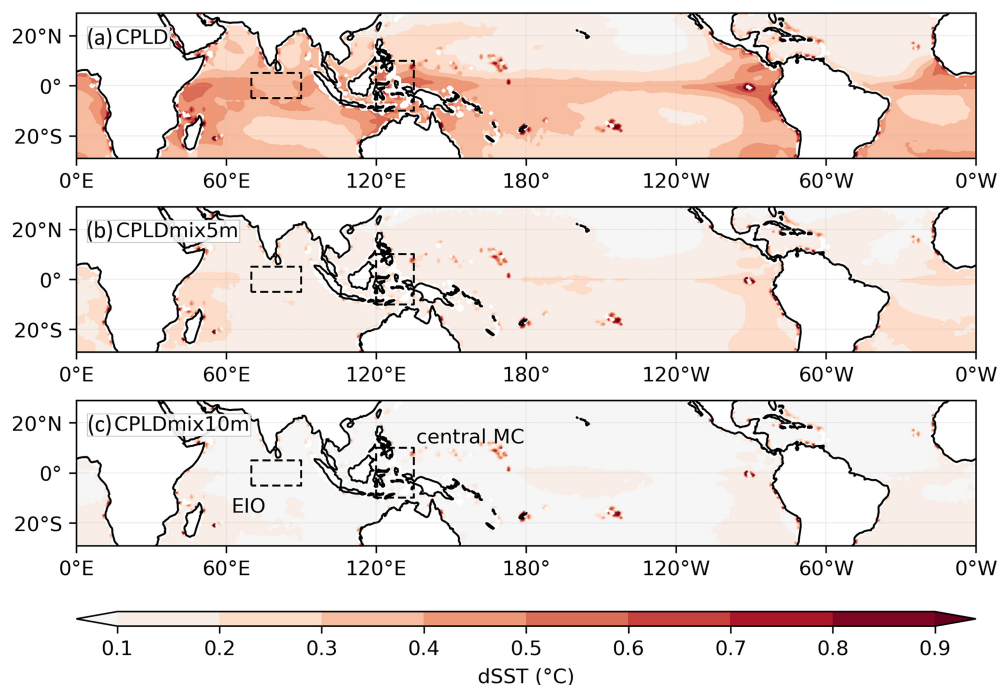 (a) CPLD
20°N
0°
20°S
0°E 60°E 120°E 180° 120°W 60°W 0°W
(b) CPLDmix5m
20°N
0°
20°S
0°E 60°E 120°E 180° 120°W 60°W 0°W
(c) CPLDmix10m
central MC
20°N
0°
EIO
20°S
0°E 60°E 120°E 180° 120°W 60°W 0°W
0.1 0.2 0.3 0.4 0.5 0.6 0.7 0.8 0.9
dSST (°C)